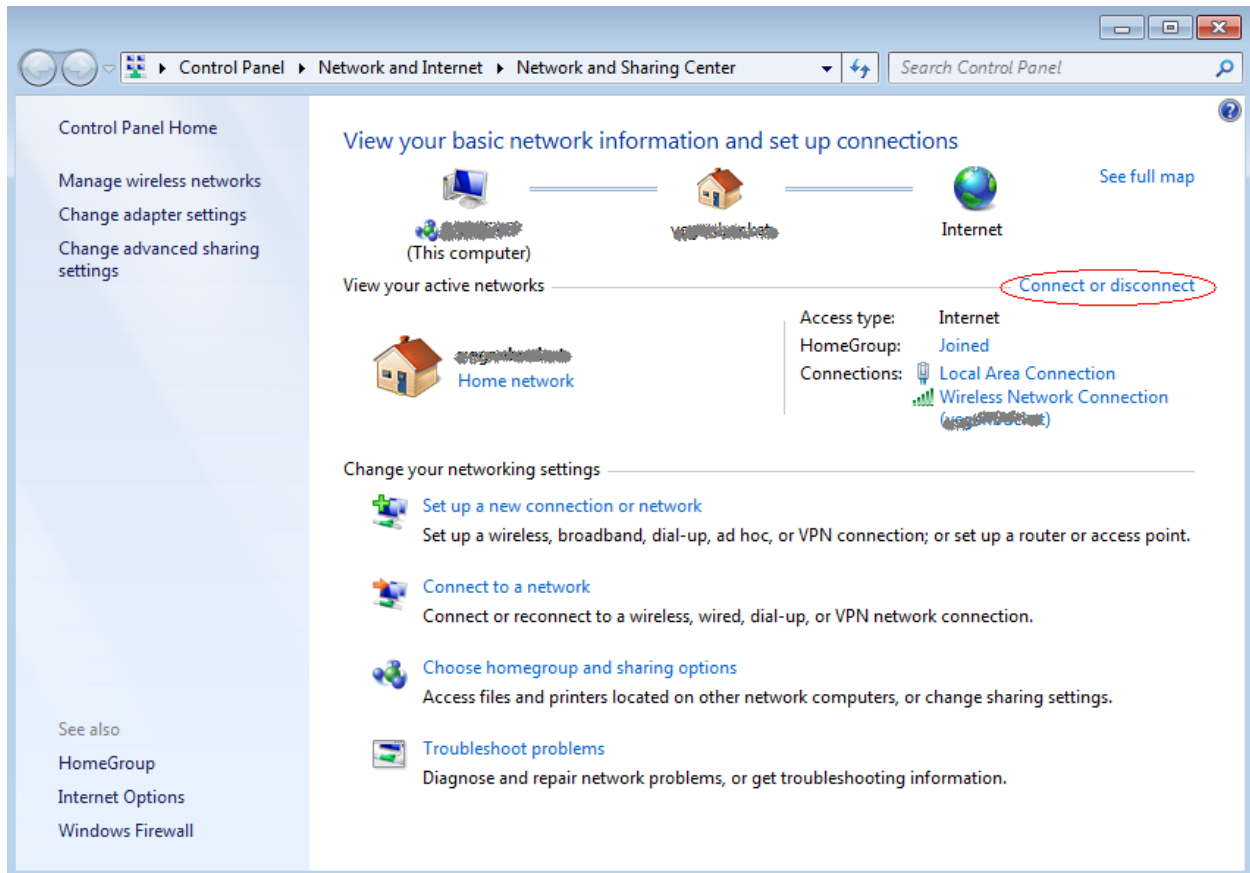 Control Panel ▸ Network and Internet ▸ Network and Sharing Center
Search Control Panel
Control Panel Home
Manage wireless networks
Change adapter settings
Change advanced sharing
settings
See also
HomeGroup
Internet Options
Windows Firewall
View your basic network information and set up connections
See full map
(This computer)
Internet
View your active networks
Connect or disconnect
Home network
Access type: Internet
HomeGroup: Joined
Connections: Local Area Connection
Wireless Network Connection
Change your networking settings
Set up a new connection or network
Set up a wireless, broadband, dial-up, ad hoc, or VPN connection; or set up a router or access point.
Connect to a network
Connect or reconnect to a wireless, wired, dial-up, or VPN network connection.
Choose homegroup and sharing options
Access files and printers located on other network computers, or change sharing settings.
Troubleshoot problems
Diagnose and repair network problems, or get troubleshooting information.